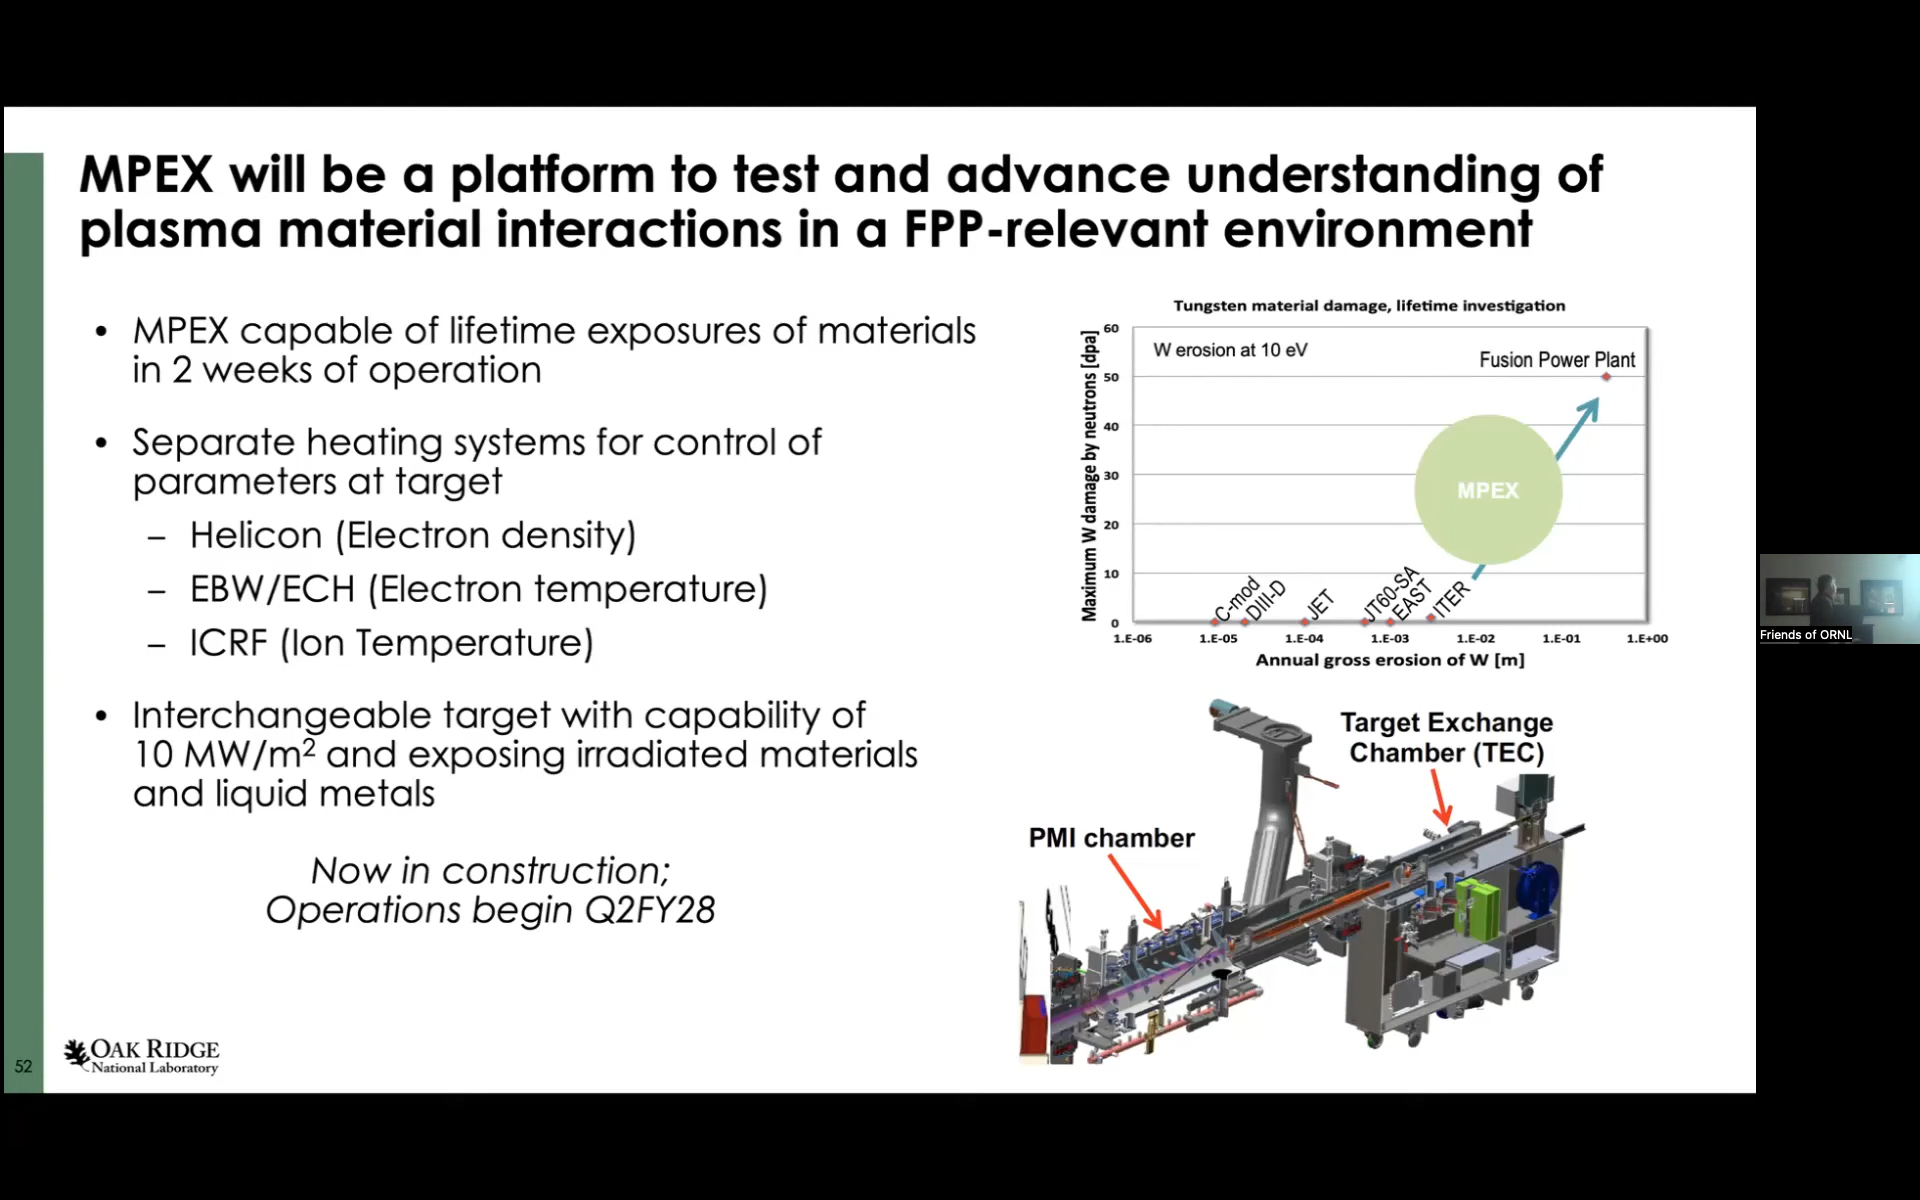 MPEX will be a platform to test and advance understanding of
plasma material interactions in a FPP-relevant environment
• MPEX capable of lifetime exposures of materials
in 2 weeks of operation
• Separate heating systems for control of
parameters at target
– Helicon (Electron density)
– EBW/ECH (Electron temperature)
– ICRF (Ion Temperature)
• Interchangeable target with capability of
10 MW/m² and exposing irradiated materials
and liquid metals
Now in construction;
Operations begin Q2FY28
Tungsten material damage, lifetime investigation
Maximum W damage by neutrons [dpa]
60
50
40
30
20
10
0
W erosion at 10 eV
Fusion Power Plant
MPEX
C-mod
DIII-D
JET
JT60-SA
EAST
ITER
1.E-06 1.E-05 1.E-04 1.E-03 1.E-02 1.E-01 1.E+00
Annual gross erosion of W [m]
Target Exchange
Chamber (TEC)
PMI chamber
52
OAK RIDGE
National Laboratory
Friends of ORNL